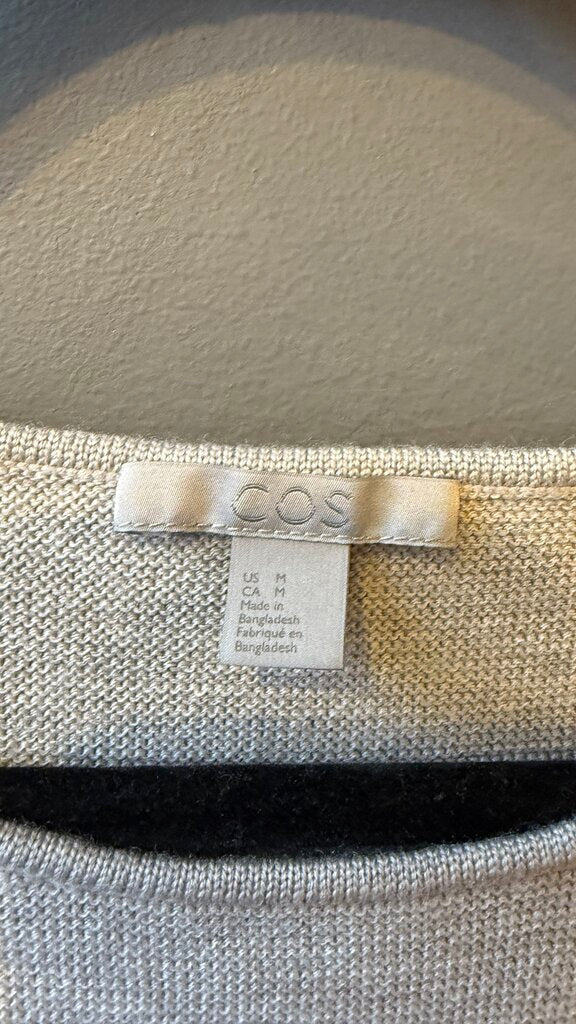 COS
US M
CA M
Made in
Bangladesh
Fabriqué en
Bangladesh